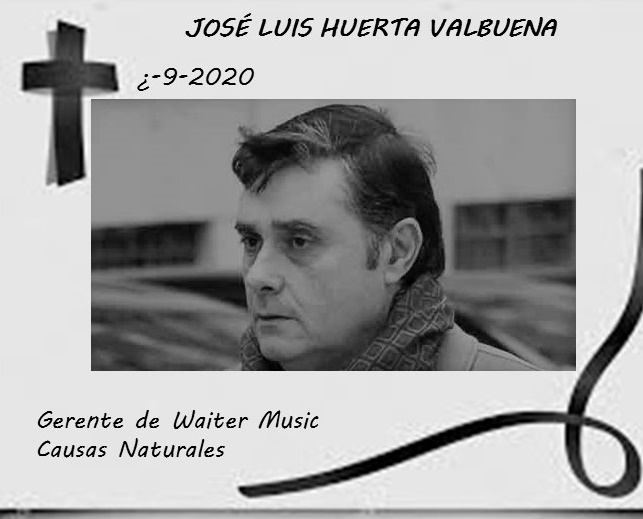 JOSÉ LUIS HUERTA VALBUENA
¿-9-2020
Gerente de Waiter Music
Causas Naturales